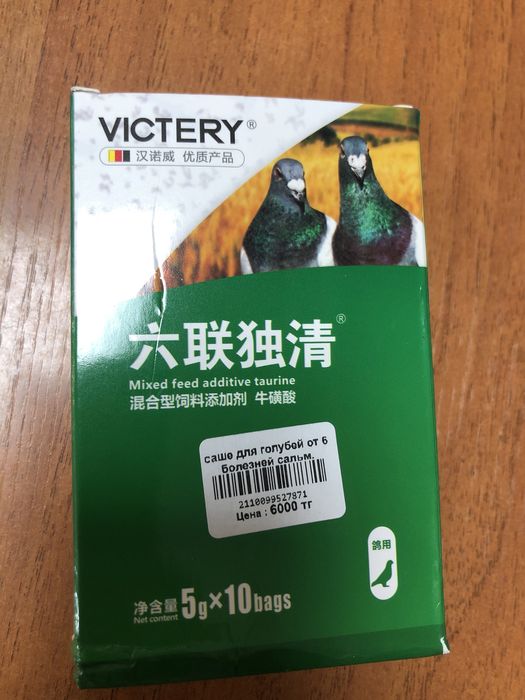 VICTERY®
汉诺威 优质产品
六联独清®
Mixed feed additive taurine
混合型饲料添加剂 牛磺酸
саше для голубей от 6
болезней сальм.
2110099527871
Цена : 6000 тг
鸽用
净含量 5g×10bags
Net content